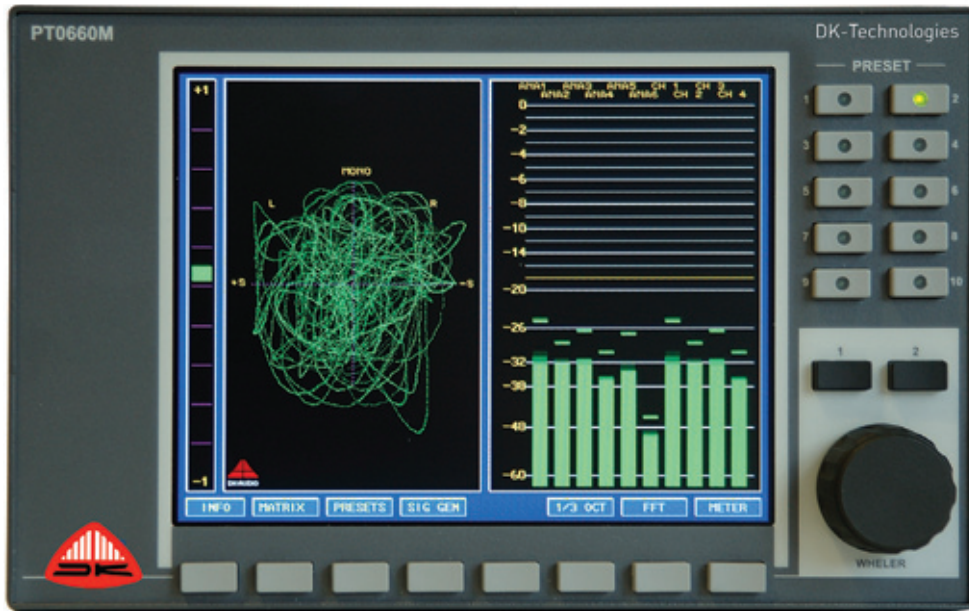 PT0660M
DK-Technologies
PRESET
1 2
3 4
5 6
7 8
9 10
1 2
WHELER
+1
-1
MONO
L R
+S -S
DK-AUDIO
ANA1 ANA3 ANA5 CH 1 CH 3
ANA2 ANA4 ANA6 CH 2 CH 4
0
-2
-4
-6
-8
-10
-14
-20
-26
-32
-38
-48
-60
INFO MATRIX PRESETS SIG GEN 1/3 OCT FFT METER
DK